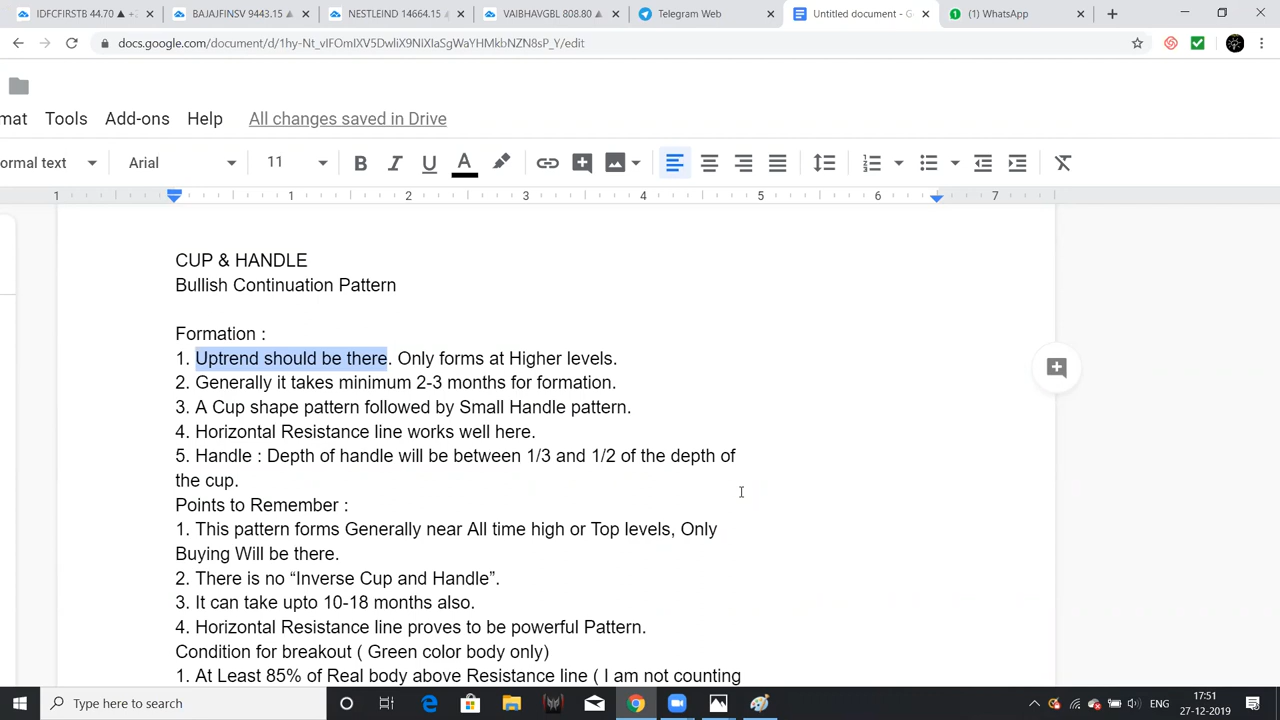 IDFCFIRSTB 44.70 ▲ +.
BAJAJFINSV 9443.15
NESTLEIND 14664.15
VAIBHAVGBL 808.80
Telegram Web
Untitled document - G
(1) WhatsApp
docs.google.com/document/d/1hy-Nt_vIFOmIXV5DwliX9NIXIaSgWaYHMkbNZN8sP_Y/edit
mat Tools Add-ons Help All changes saved in Drive
ormal text Arial 11
1 1 2 3 4 5 6 7
CUP & HANDLE
Bullish Continuation Pattern
Formation :
1. Uptrend should be there. Only forms at Higher levels.
2. Generally it takes minimum 2-3 months for formation.
3. A Cup shape pattern followed by Small Handle pattern.
4. Horizontal Resistance line works well here.
5. Handle : Depth of handle will be between 1/3 and 1/2 of the depth of
the cup.
Points to Remember :
1. This pattern forms Generally near All time high or Top levels, Only
Buying Will be there.
2. There is no “Inverse Cup and Handle”.
3. It can take upto 10-18 months also.
4. Horizontal Resistance line proves to be powerful Pattern.
Condition for breakout ( Green color body only)
1. At Least 85% of Real body above Resistance line ( I am not counting
Type here to search
ENG
17:51
27-12-2019